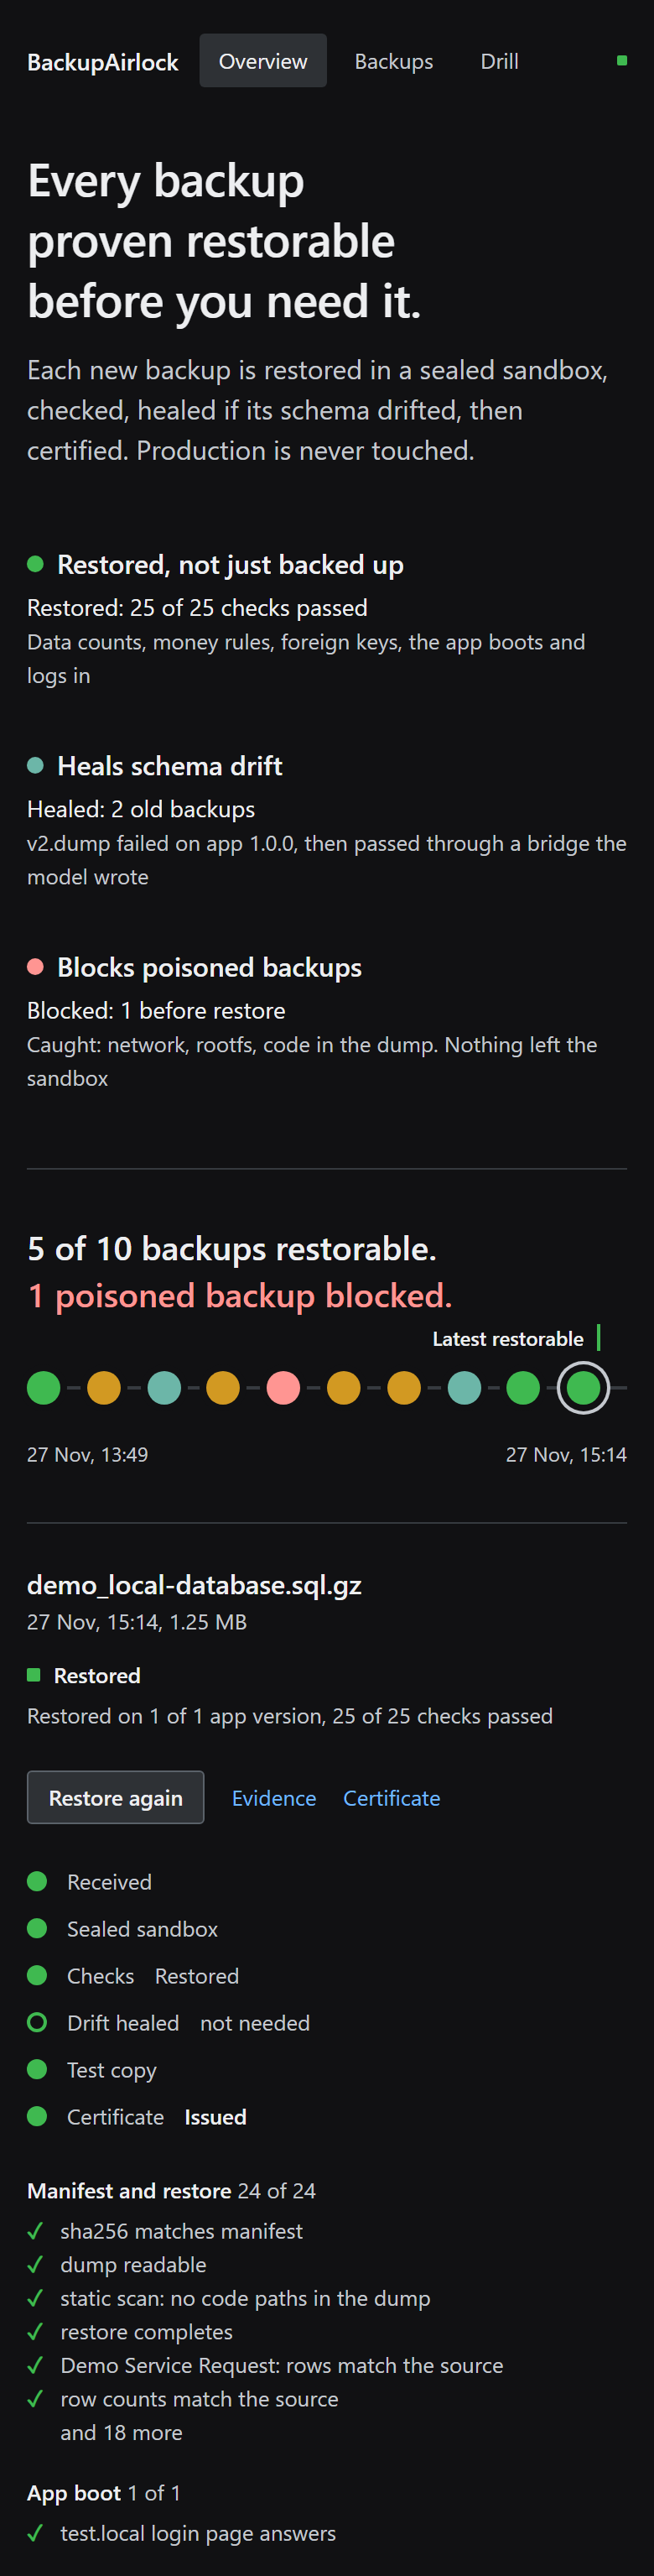 BackupAirlock Overview Backups Drill
Every backup
proven restorable
before you need it.
Each new backup is restored in a sealed sandbox,
checked, healed if its schema drifted, then
certified. Production is never touched.
Restored, not just backed up
Restored: 25 of 25 checks passed
Data counts, money rules, foreign keys, the app boots and
logs in
Heals schema drift
Healed: 2 old backups
v2.dump failed on app 1.0.0, then passed through a bridge the
model wrote
Blocks poisoned backups
Blocked: 1 before restore
Caught: network, rootfs, code in the dump. Nothing left the
sandbox
5 of 10 backups restorable.
1 poisoned backup blocked.
Latest restorable
27 Nov, 13:49 27 Nov, 15:14
demo_local-database.sql.gz
27 Nov, 15:14, 1.25 MB
Restored
Restored on 1 of 1 app version, 25 of 25 checks passed
Restore again Evidence Certificate
Received
Sealed sandbox
Checks Restored
Drift healed not needed
Test copy
Certificate Issued
Manifest and restore 24 of 24
✓ sha256 matches manifest
✓ dump readable
✓ static scan: no code paths in the dump
✓ restore completes
✓ Demo Service Request: rows match the source
✓ row counts match the source
and 18 more
App boot 1 of 1
✓ test.local login page answers